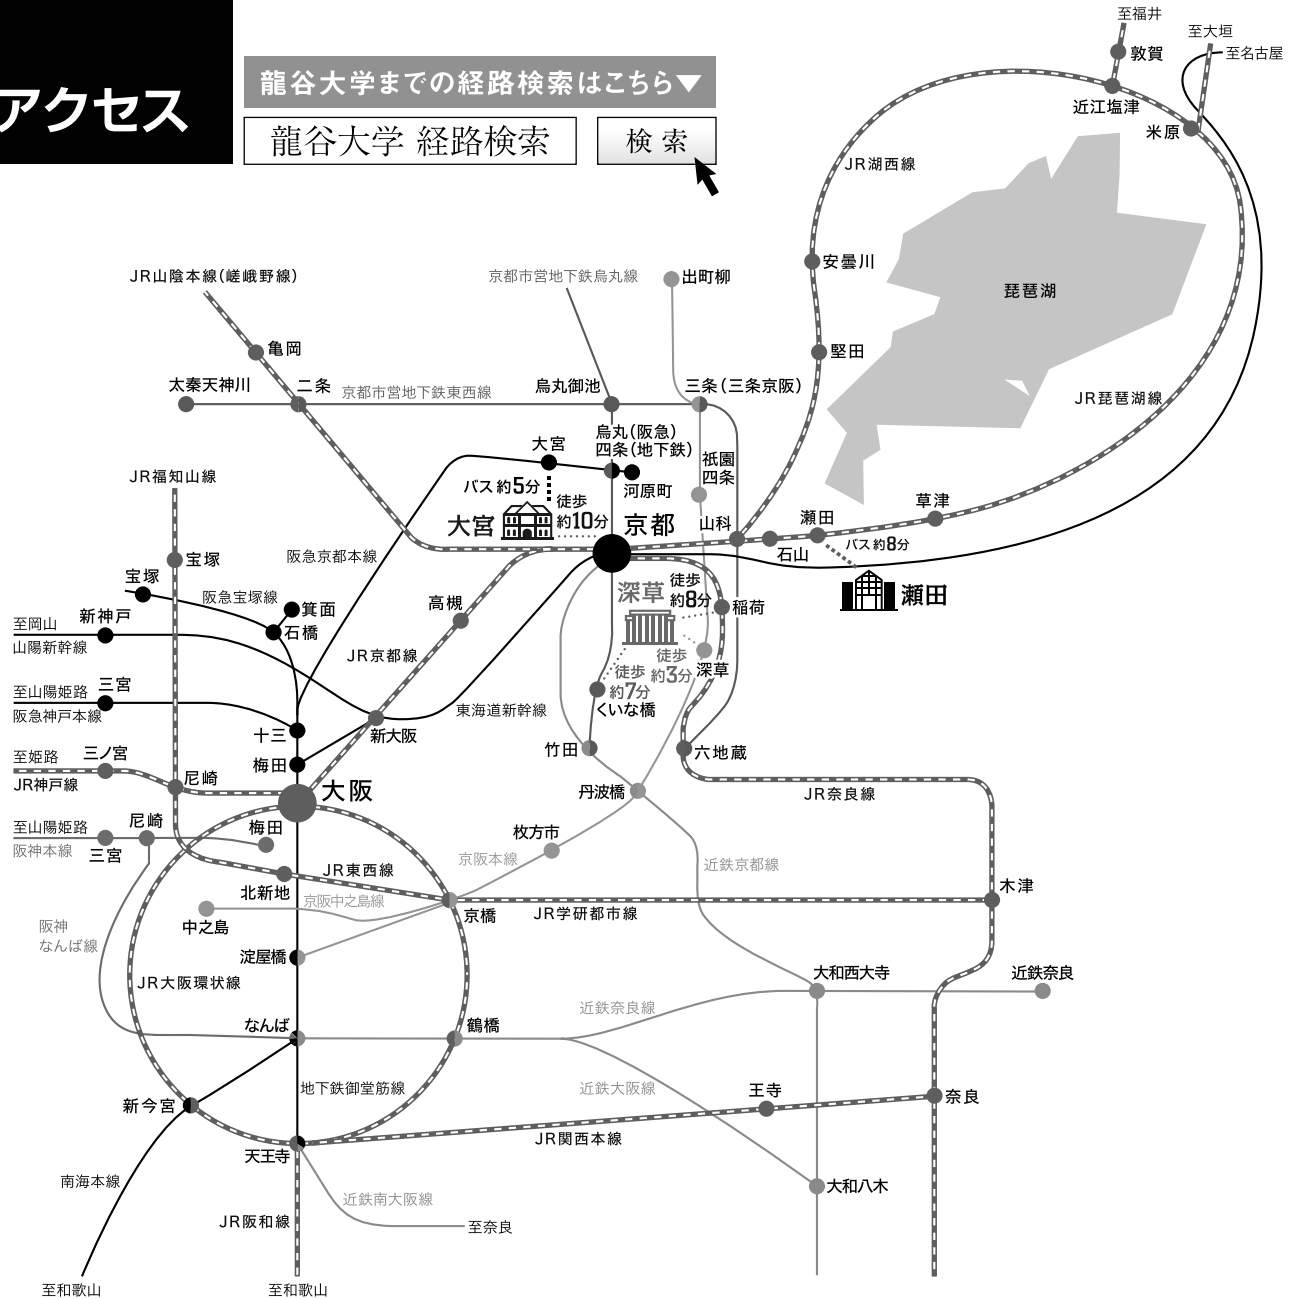 アクセス
龍谷大学までの経路検索はこちら▼
龍谷大学 経路検索
検 索
至福井
敦賀
至大垣
至名古屋
近江塩津
米原
JR湖西線
安曇川
琵琶湖
堅田
JR琵琶湖線
草津
瀬田
石山
バス 約8分
瀬田
JR山陰本線(嵯峨野線)
京都市営地下鉄烏丸線
出町柳
亀岡
太秦天神川
二条
京都市営地下鉄東西線
烏丸御池
三条(三条京阪)
大宮
烏丸(阪急)
四条(地下鉄)
祇園
四条
河原町
JR福知山線
バス 約5分
徒歩
約10分
大宮
京都
山科
阪急京都本線
宝塚
宝塚
阪急宝塚線
箕面
石橋
新神戸
至岡山
山陽新幹線
高槻
深草
徒歩
約8分
稲荷
JR京都線
徒歩
約3分
深草
徒歩
約7分
くいな橋
至山陽姫路
三宮
阪急神戸本線
東海道新幹線
十三
新大阪
竹田
六地蔵
至姫路
三ノ宮
JR神戸線
梅田
尼崎
大阪
丹波橋
JR奈良線
至山陽姫路
尼崎
阪神本線
三宮
梅田
枚方市
京阪本線
近鉄京都線
JR東西線
北新地
京阪中之島線
木津
中之島
京橋
JR学研都市線
阪神
なんば線
淀屋橋
JR大阪環状線
大和西大寺
近鉄奈良
近鉄奈良線
なんば
鶴橋
地下鉄御堂筋線
近鉄大阪線
王寺
奈良
新今宮
JR関西本線
天王寺
南海本線
近鉄南大阪線
大和八木
JR阪和線
至奈良
至和歌山
至和歌山